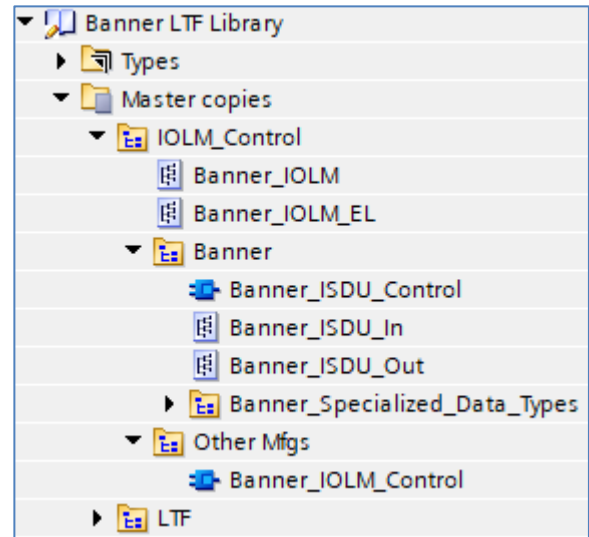 Banner LTF Library
Types
Master copies
IOLM_Control
Banner_IOLM
Banner_IOLM_EL
Banner
Banner_ISDU_Control
Banner_ISDU_In
Banner_ISDU_Out
Banner_Specialized_Data_Types
Other Mfgs
Banner_IOLM_Control
LTF